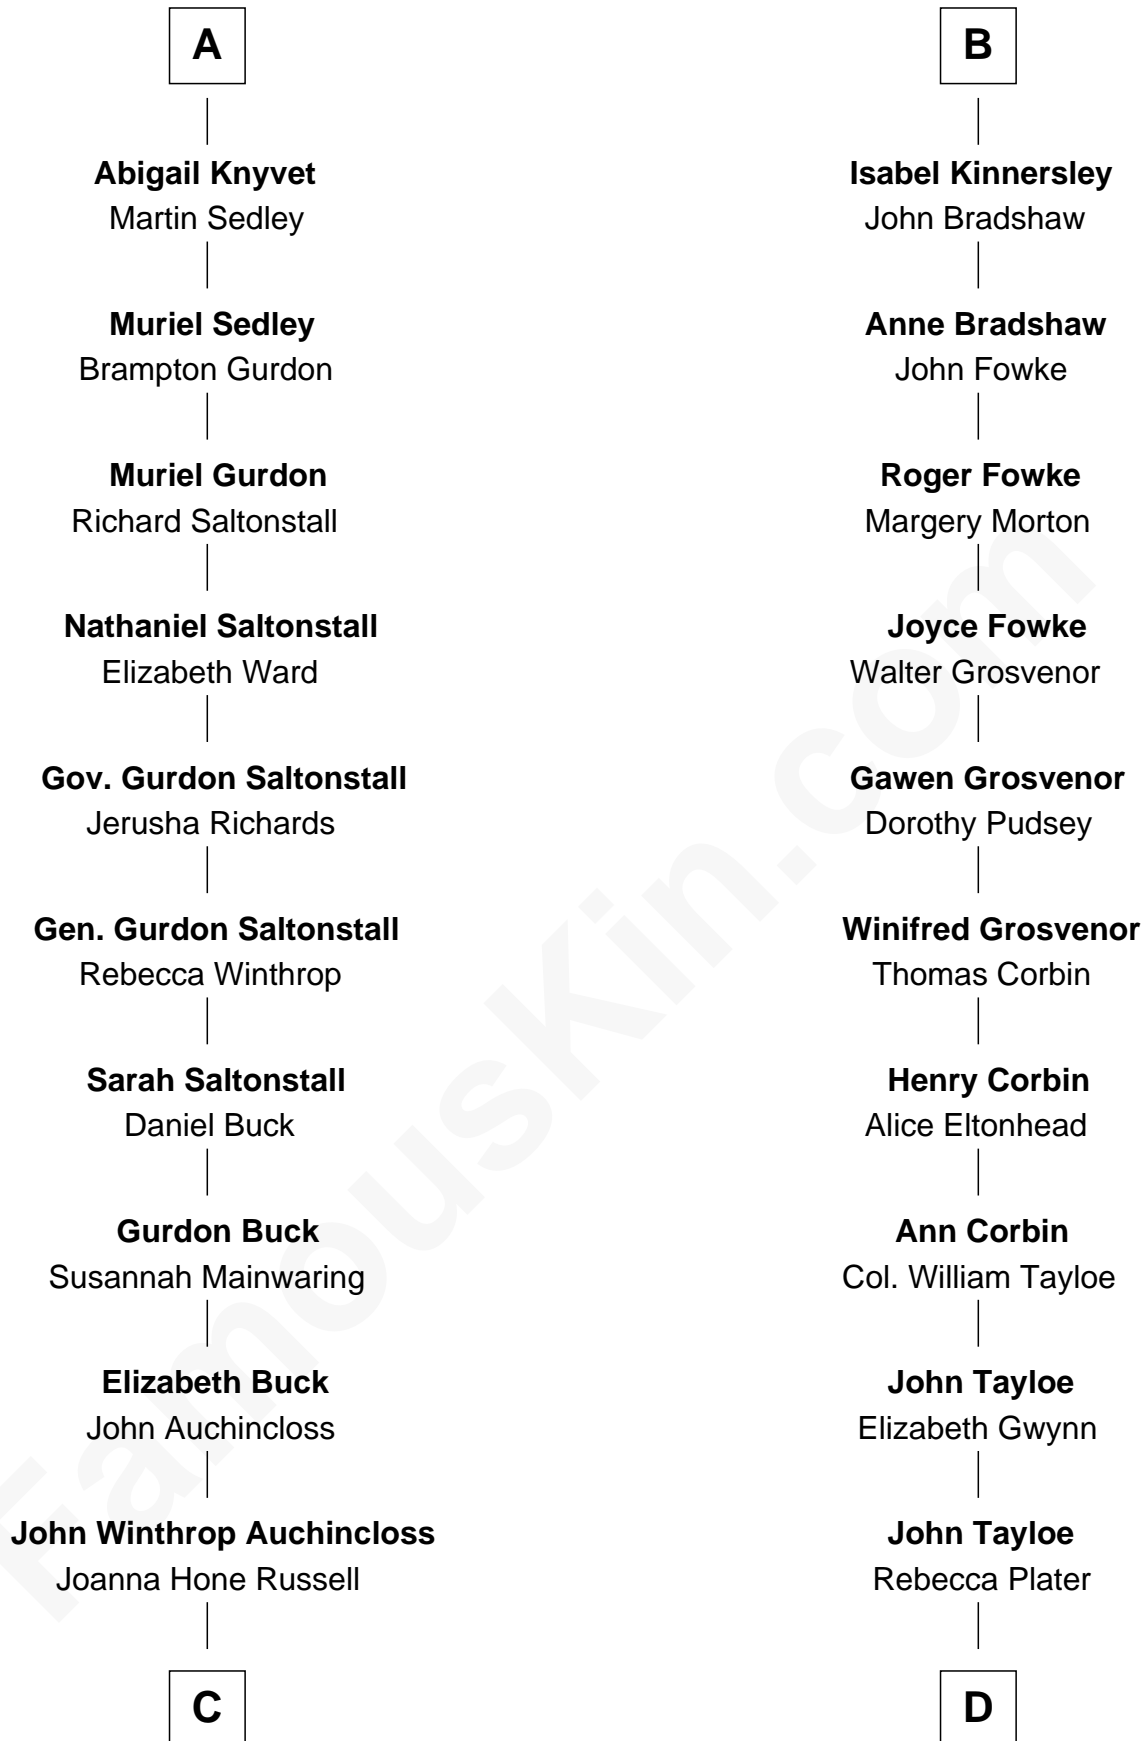 A
Abigail Knyvet
Martin Sedley
Muriel Sedley
Brampton Gurdon
Muriel Gurdon
Richard Saltonstall
Nathaniel Saltonstall
Elizabeth Ward
Gov. Gurdon Saltonstall
Jerusha Richards
Gen. Gurdon Saltonstall
Rebecca Winthrop
Sarah Saltonstall
Daniel Buck
Gurdon Buck
Susannah Mainwaring
Elizabeth Buck
John Auchincloss
John Winthrop Auchincloss
Joanna Hone Russell
C
B
Isabel Kinnersley
John Bradshaw
Anne Bradshaw
John Fowke
Roger Fowke
Margery Morton
Joyce Fowke
Walter Grosvenor
Gawen Grosvenor
Dorothy Pudsey
Winifred Grosvenor
Thomas Corbin
Henry Corbin
Alice Eltonhead
Ann Corbin
Col. William Tayloe
John Tayloe
Elizabeth Gwynn
John Tayloe
Rebecca Plater
D
FamousKin.com